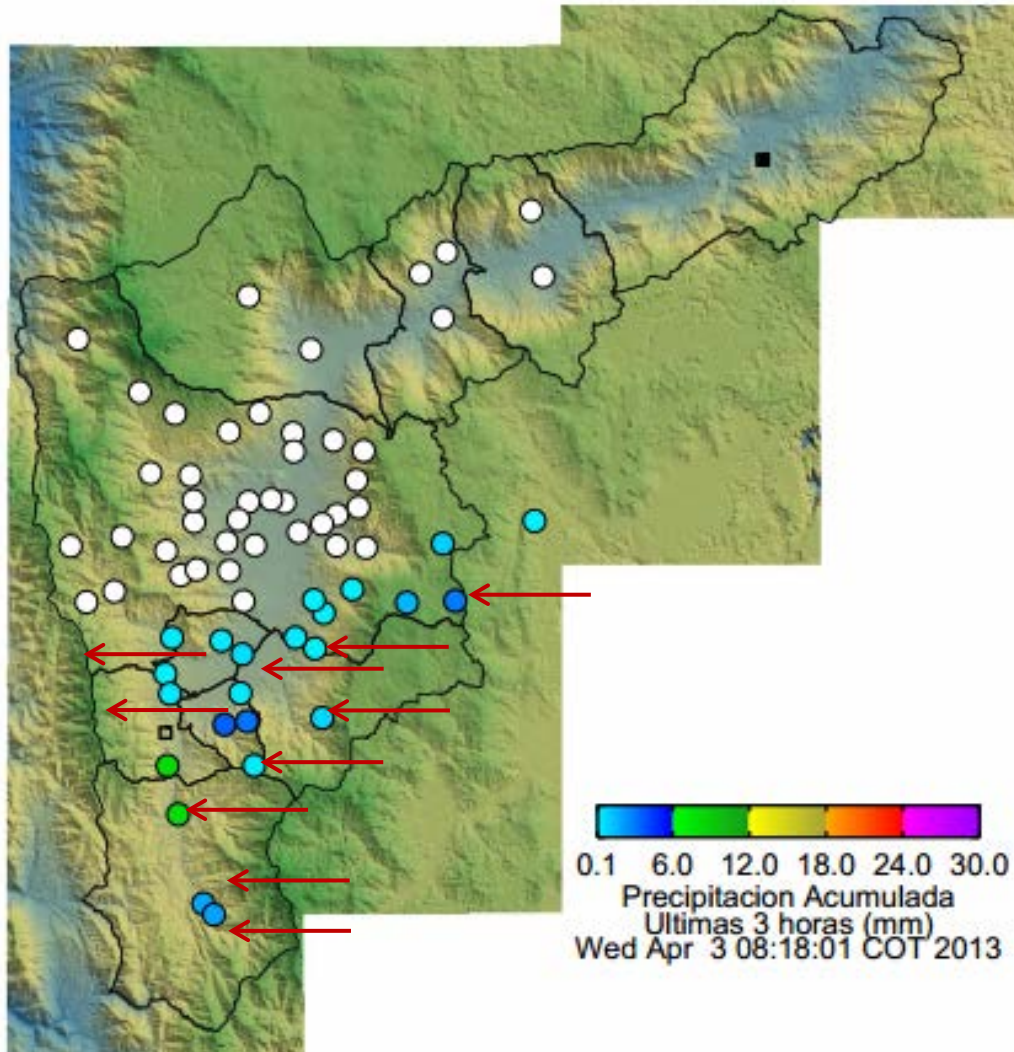 0.1 6.0 12.0 18.0 24.0 30.0
Precipitacion Acumulada
Ultimas 3 horas (mm)
Wed Apr 3 08:18:01 COT 2013